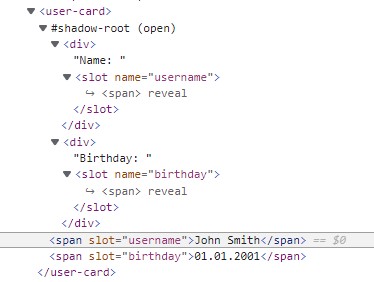 ▼<user-card>
▼#shadow-root (open)
▼<div>
"Name: "
▼<slot name="username">
↪ <span> reveal
</slot>
</div>
▼<div>
"Birthday: "
▼<slot name="birthday">
↪ <span> reveal
</slot>
</div>
<span slot="username">John Smith</span> == $0
<span slot="birthday">01.01.2001</span>
</user-card>